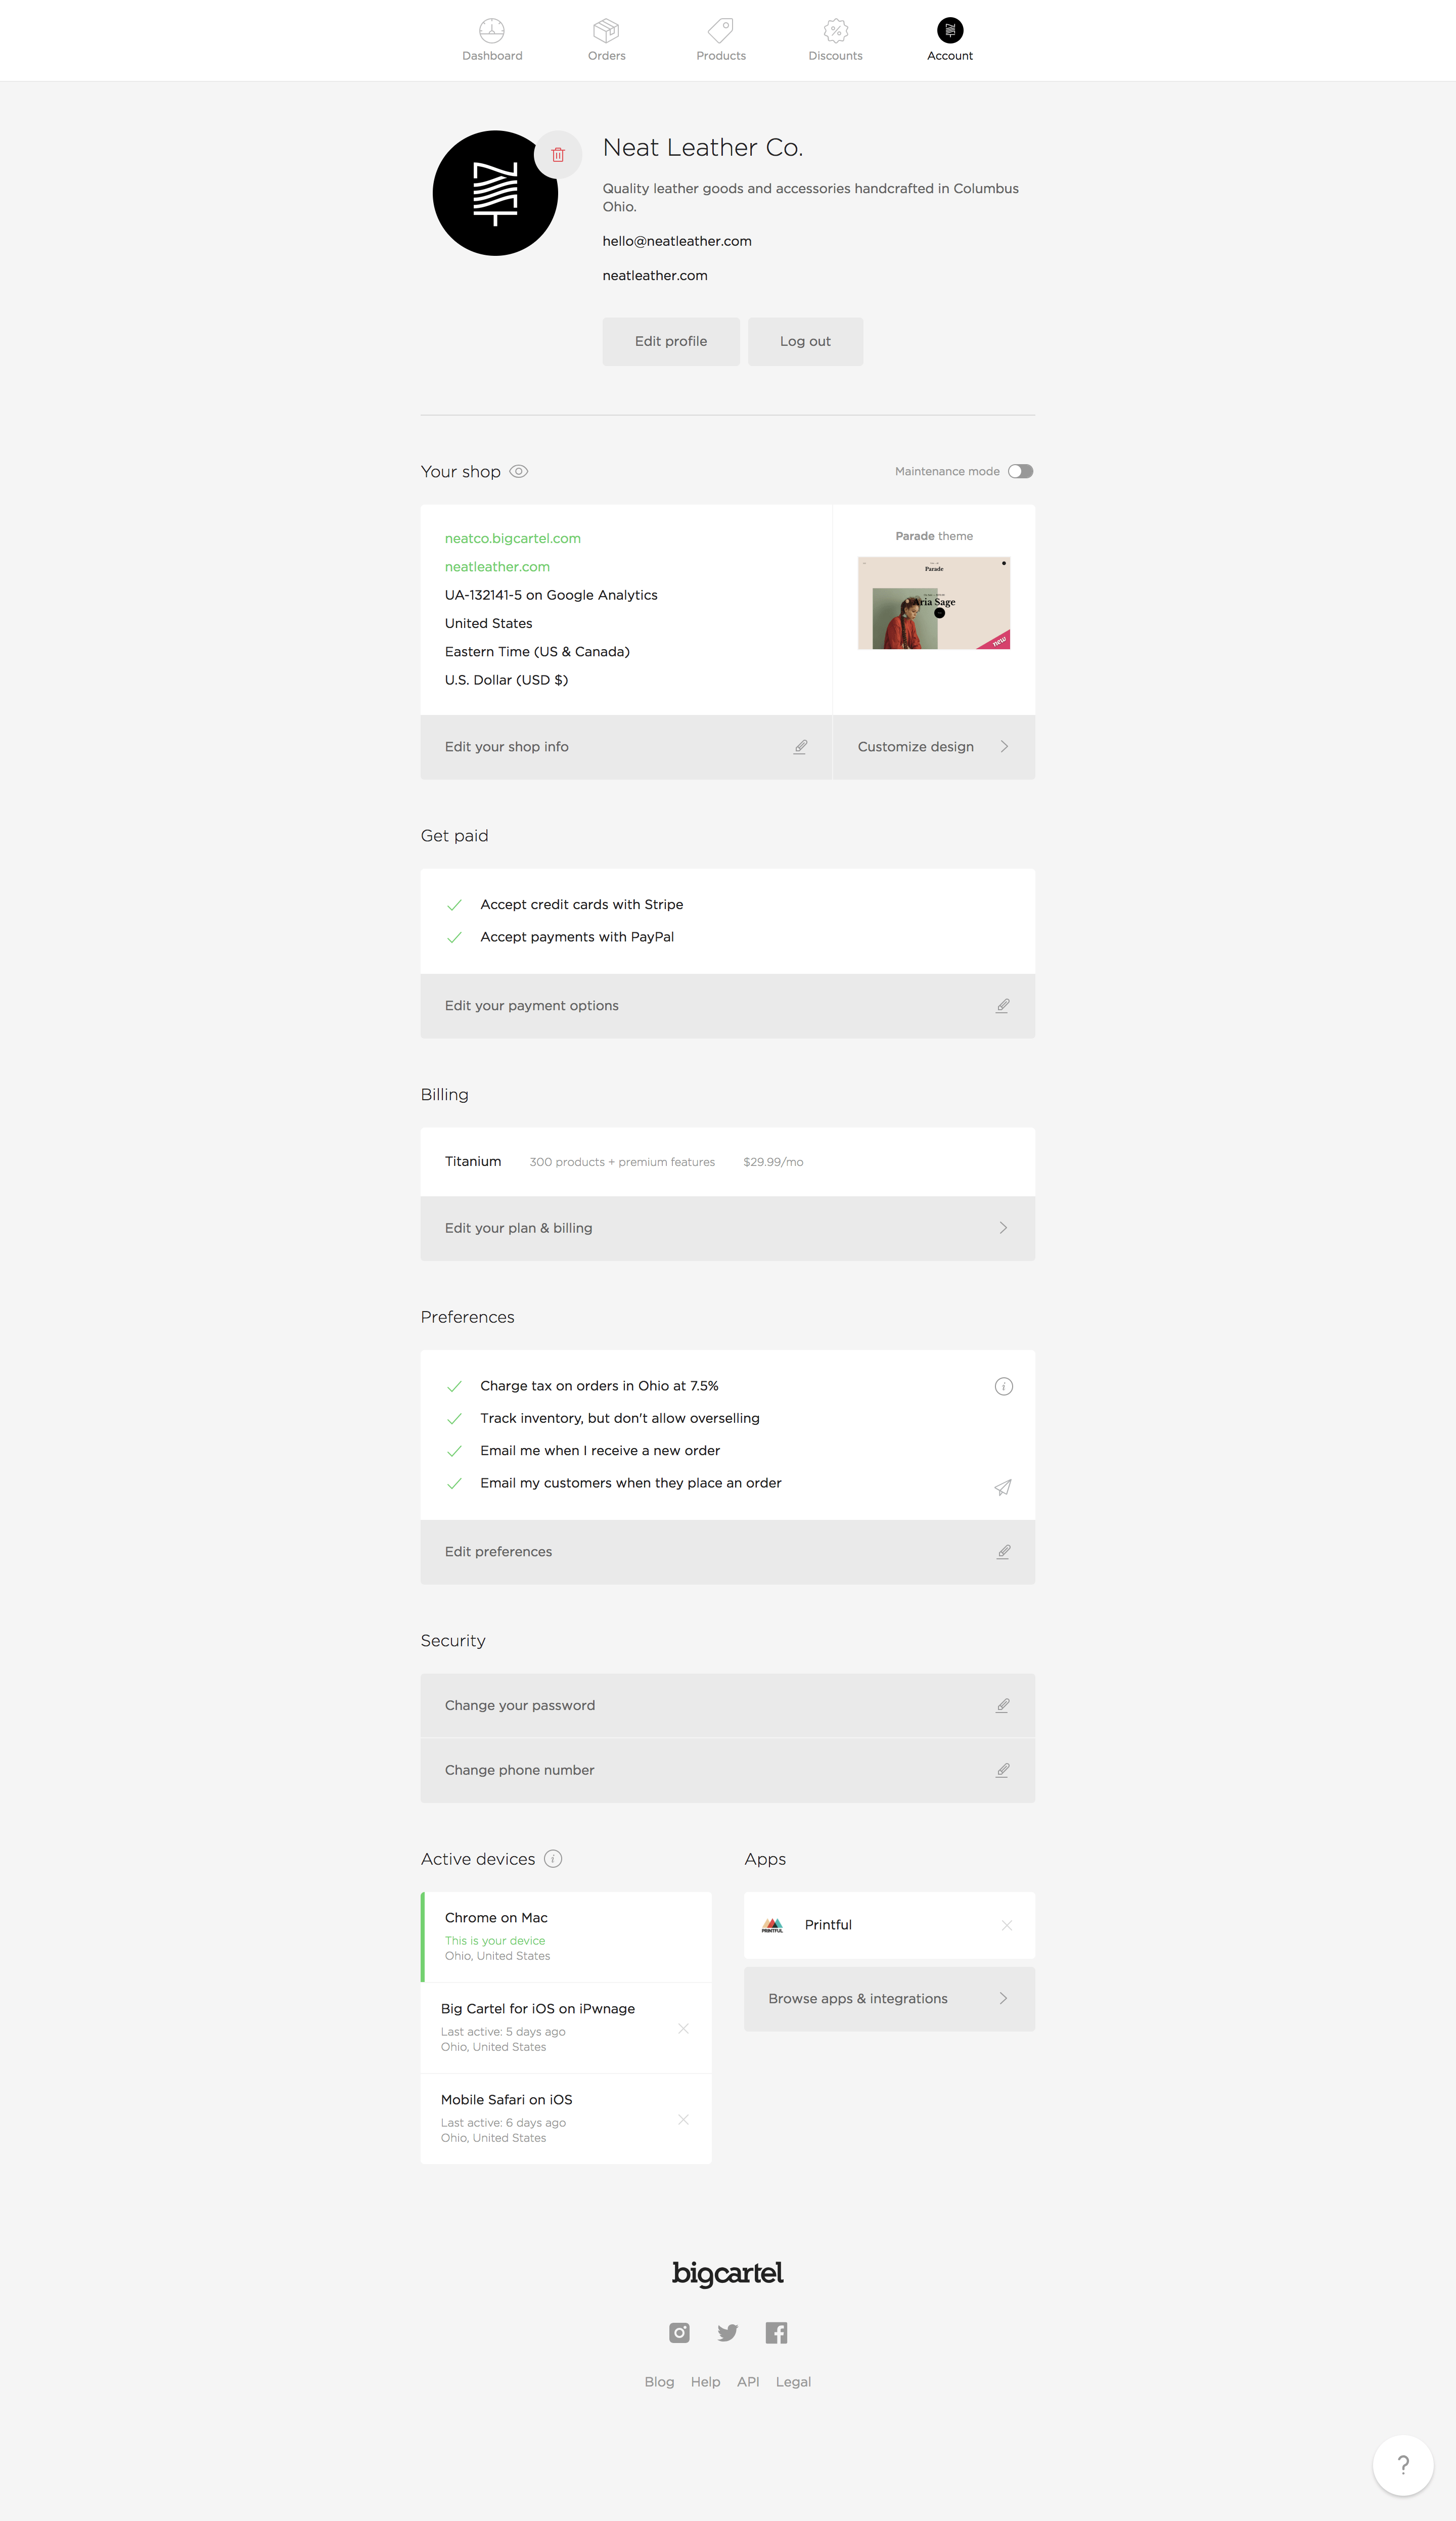 Dashboard
Orders
Products
Discounts
Account
Neat Leather Co.
Quality leather goods and accessories handcrafted in Columbus
Ohio.
hello@neatleather.com
neatleather.com
Edit profile
Log out
Your shop
Maintenance mode
neatco.bigcartel.com
neatleather.com
UA-132141-5 on Google Analytics
United States
Eastern Time (US & Canada)
U.S. Dollar (USD $)
Parade theme
Parade
Aria Sage
new
Edit your shop info
Customize design
Get paid
Accept credit cards with Stripe
Accept payments with PayPal
Edit your payment options
Billing
Titanium 300 products + premium features $29.99/mo
Edit your plan & billing
Preferences
Charge tax on orders in Ohio at 7.5%
Track inventory, but don't allow overselling
Email me when I receive a new order
Email my customers when they place an order
Edit preferences
Security
Change your password
Change phone number
Active devices
Chrome on Mac
This is your device
Ohio, United States
Big Cartel for iOS on iPwnage
Last active: 5 days ago
Ohio, United States
Mobile Safari on iOS
Last active: 6 days ago
Ohio, United States
Apps
PRINTFUL
Printful
Browse apps & integrations
bigcartel
Blog Help API Legal
?